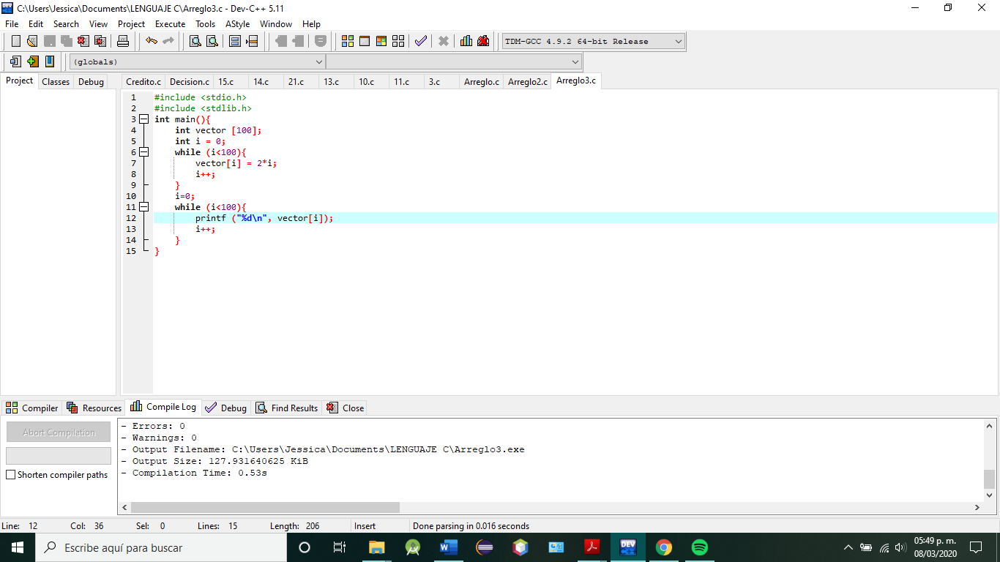 C:\Users\Jessica\Documents\LENGUAJE C\Arreglo3.c - Dev-C++ 5.11
File Edit Search View Project Execute Tools AStyle Window Help
TDM-GCC 4.9.2 64-bit Release
(globals)
Project Classes Debug
Credito.c Decision.c 15.c 14.c 21.c 13.c 10.c 11.c 3.c Arreglo.c Arreglo2.c Arreglo3.c
1 #include <stdio.h>
2 #include <stdlib.h>
3 int main(){
4 int vector [100];
5 int i = 0;
6 while (i<100){
7 vector[i] = 2*i;
8 i++;
9 }
10 i=0;
11 while (i<100){
12 printf ("%d\n", vector[i]);
13 i++;
14 }
15 }
Compiler Resources Compile Log Debug Find Results Close
Abort Compilation
Shorten compiler paths
- Errors: 0
- Warnings: 0
- Output Filename: C:\Users\Jessica\Documents\LENGUAJE C\Arreglo3.exe
- Output Size: 127.931640625 KiB
- Compilation Time: 0.53s
Line: 12 Col: 36 Sel: 0 Lines: 15 Length: 206 Insert Done parsing in 0.016 seconds
Escribe aquí para buscar
DEV
05:49 p. m.
08/03/2020